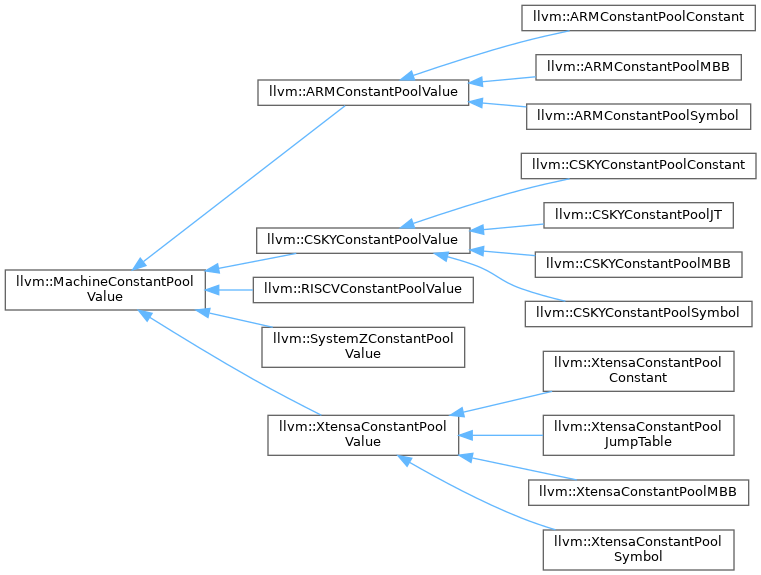 llvm::ARMConstantPoolConstant
llvm::ARMConstantPoolMBB
llvm::ARMConstantPoolValue
llvm::ARMConstantPoolSymbol
llvm::CSKYConstantPoolConstant
llvm::CSKYConstantPoolJT
llvm::CSKYConstantPoolValue
llvm::CSKYConstantPoolMBB
llvm::MachineConstantPool
Value
llvm::RISCVConstantPoolValue
llvm::CSKYConstantPoolSymbol
llvm::SystemZConstantPool
Value
llvm::XtensaConstantPool
Constant
llvm::XtensaConstantPool
Value
llvm::XtensaConstantPool
JumpTable
llvm::XtensaConstantPoolMBB
llvm::XtensaConstantPool
Symbol